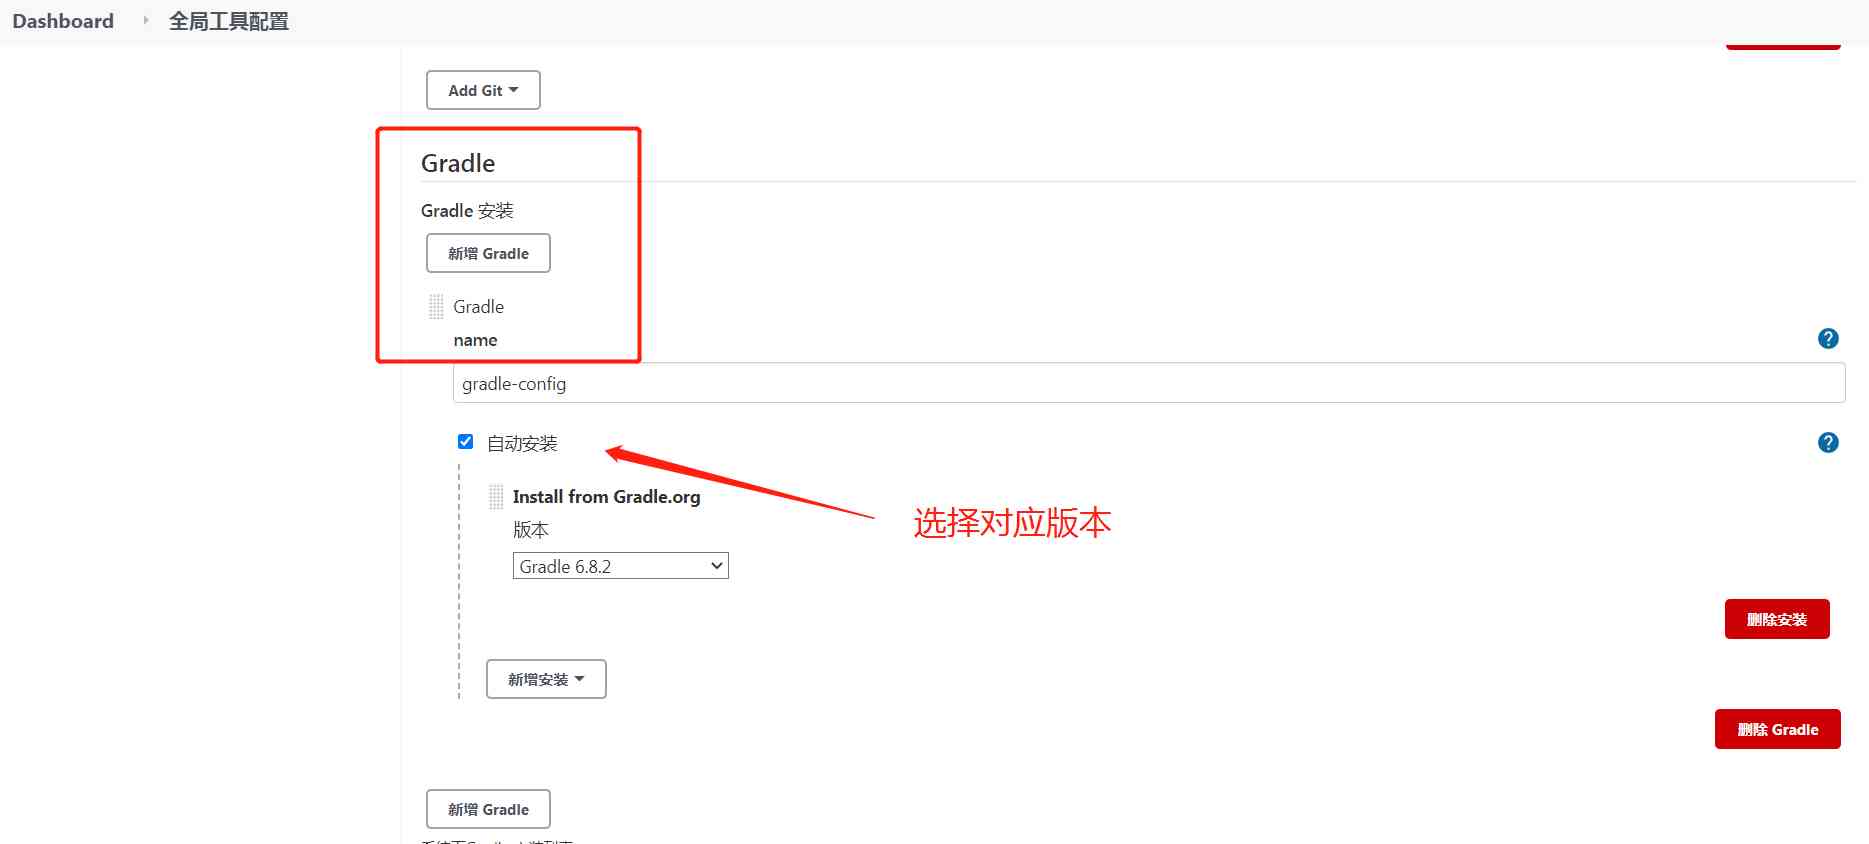 Dashboard 全局工具配置
Add Git
Gradle
Gradle 安装
新增 Gradle
Gradle
name
?
gradle-config
自动安装
?
Install from Gradle.org
选择对应版本
版本
Gradle 6.8.2
删除安装
新增安装
删除 Gradle
新增 Gradle